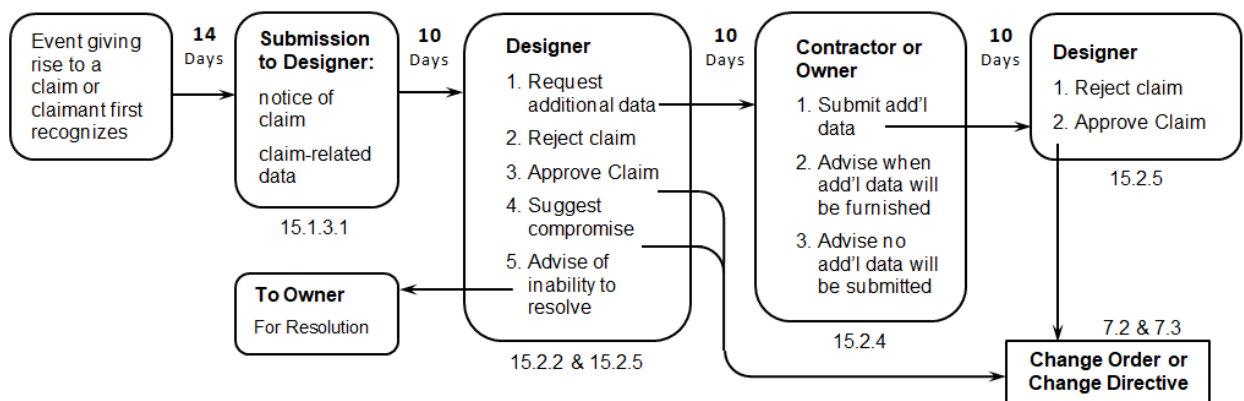 Event giving
rise to a
claim or
claimant first
recognizes
14
Days
Submission
to Designer:
notice of
claim
claim-related
data
15.1.3.1
10
Days
Designer
1. Request
additional data
2. Reject claim
3. Approve Claim
4. Suggest
compromise
5. Advise of
inability to
resolve
15.2.2 & 15.2.5
To Owner
For Resolution
10
Days
Contractor or
Owner
1. Submit add'l
data
2. Advise when
add'l data will
be furnished
3. Advise no
add'l data will
be submitted
15.2.4
10
Days
Designer
1. Reject claim
2. Approve Claim
15.2.5
7.2 & 7.3
Change Order or
Change Directive